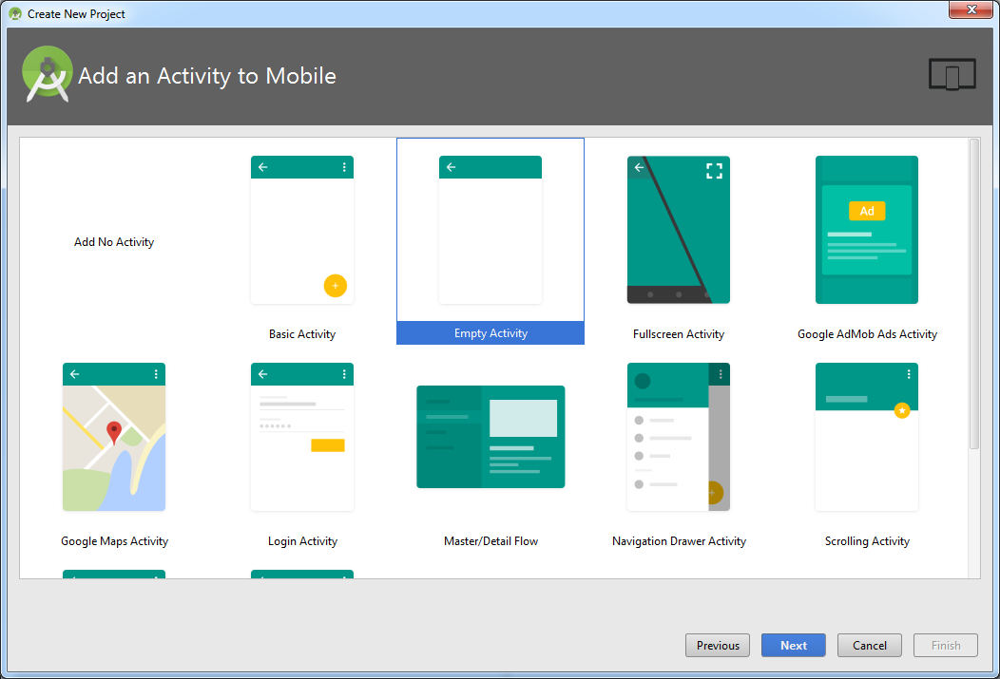 Create New Project
Add an Activity to Mobile
Add No Activity
Ad
Basic Activity
Empty Activity
Fullscreen Activity
Google AdMob Ads Activity
Google Maps Activity
Login Activity
Master/Detail Flow
Navigation Drawer Activity
Scrolling Activity
Previous
Next
Cancel
Finish